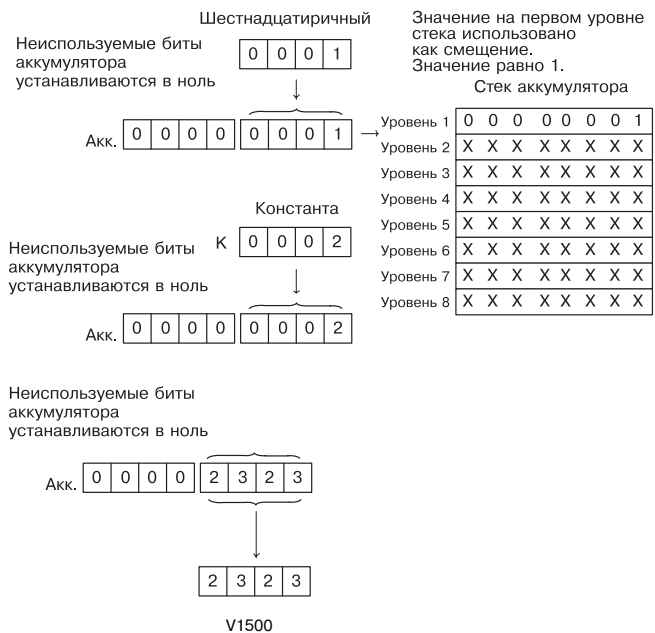 Шестнадцатиричный
Неиспользуемые биты
аккумулятора
устанавливаются в ноль
0 0 0 1
Акк. 0 0 0 0 0 0 0 1
Значение на первом уровне
стека использовано
как смещение.
Значение равно 1.
Стек аккумулятора
Уровень 1 0 0 0 0 0 0 0 1
Уровень 2 X X X X X X X X
Уровень 3 X X X X X X X X
Уровень 4 X X X X X X X X
Уровень 5 X X X X X X X X
Уровень 6 X X X X X X X X
Уровень 7 X X X X X X X X
Уровень 8 X X X X X X X X
Константа
Неиспользуемые биты
аккумулятора
устанавливаются в ноль
К 0 0 0 2
Акк. 0 0 0 0 0 0 0 2
Неиспользуемые биты
аккумулятора
устанавливаются в ноль
Акк. 0 0 0 0 2 3 2 3
2 3 2 3
V1500